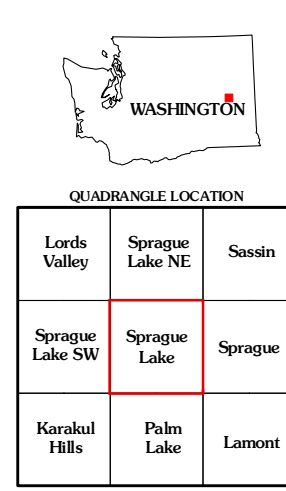 WASHINGTON
QUADRANGLE LOCATION
Lords
Valley
Sprague
Lake NE
Sassin
Sprague
Lake SW
Sprague
Lake
Sprague
Karakul
Hills
Palm
Lake
Lamont